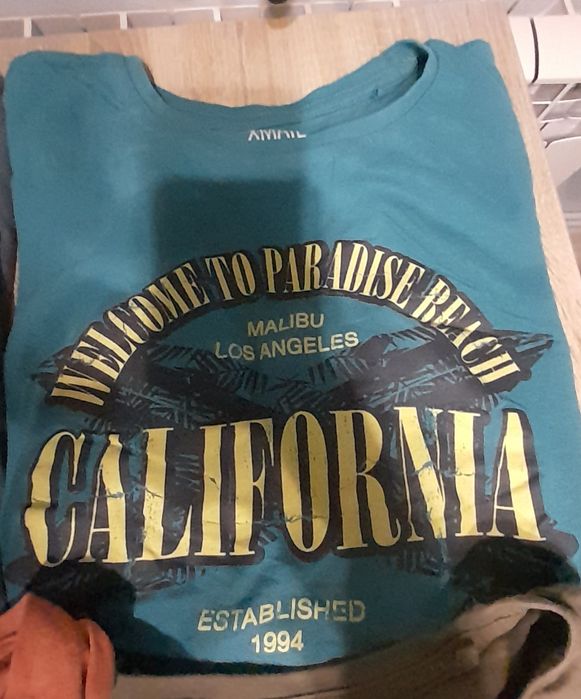 WELCOME TO PARADISE BEACH
MALIBU
LOS ANGELES
CALIFORNIA
ESTABLISHED
1994